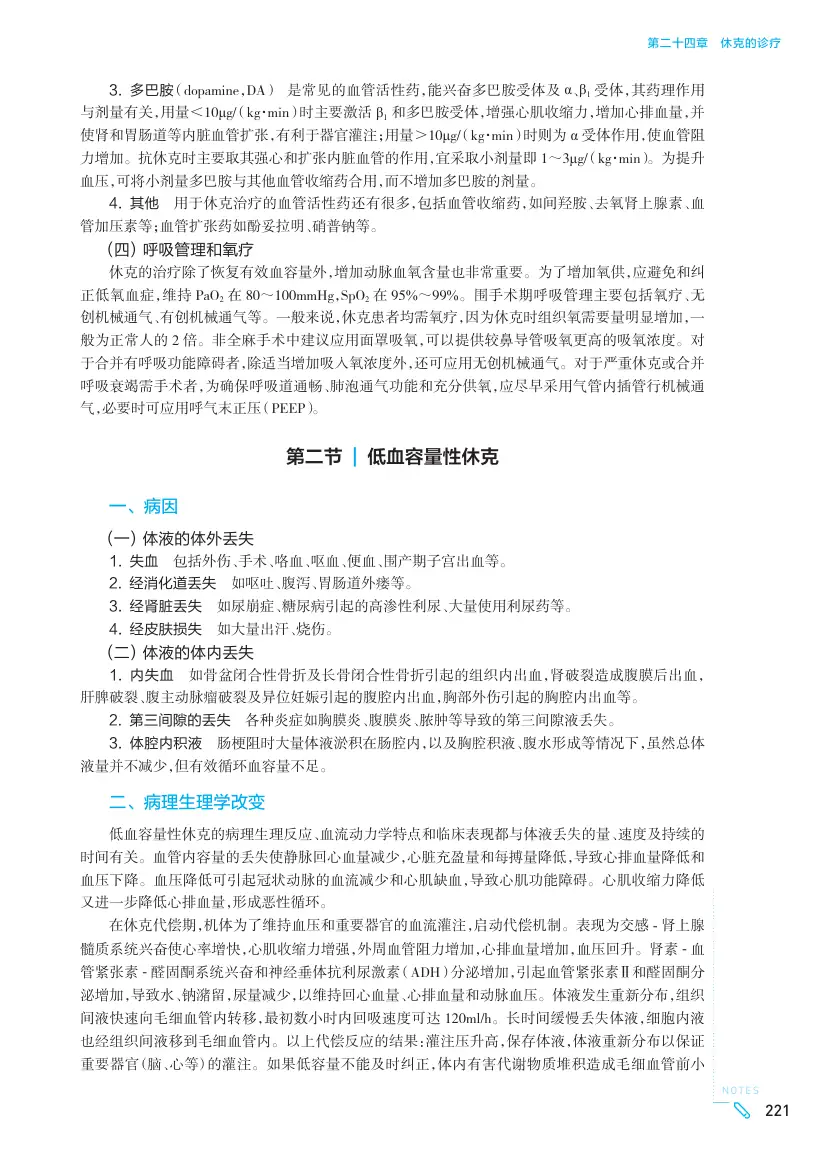 第二十四章 休克的诊疗
3. 多巴胺(dopamine,DA) 是常见的血管活性药,能兴奋多巴胺受体及 α、β₁ 受体,其药理作用
与剂量有关,用量<10μg/(kg·min)时主要激活 β₁ 和多巴胺受体,增强心肌收缩力,增加心排血量,并
使肾和胃肠道等内脏血管扩张,有利于器官灌注;用量>10μg/(kg·min)时则为 α 受体作用,使血管阻
力增加。抗休克时主要取其强心和扩张内脏血管的作用,宜采取小剂量即 1~3μg/(kg·min)。为提升
血压,可将小剂量多巴胺与其他血管收缩药合用,而不增加多巴胺的剂量。
4. 其他 用于休克治疗的血管活性药还有很多,包括血管收缩药,如间羟胺、去氧肾上腺素、血
管加压素等;血管扩张药如酚妥拉明、硝普钠等。
(四)呼吸管理和氧疗
休克的治疗除了恢复有效血容量外,增加动脉血氧含量也非常重要。为了增加氧供,应避免和纠
正低氧血症,维持 PaO₂ 在 80~100mmHg,SpO₂ 在 95%~99%。围手术期呼吸管理主要包括氧疗、无
创机械通气、有创机械通气等。一般来说,休克患者均需氧疗,因为休克时组织氧需要量明显增加,一
般为正常人的 2 倍。非全麻手术中建议应用面罩吸氧,可以提供较鼻导管吸氧更高的吸氧浓度。对
于合并有呼吸功能障碍者,除适当增加吸入氧浓度外,还可应用无创机械通气。对于严重休克或合并
呼吸衰竭需手术者,为确保呼吸道通畅、肺泡通气功能和充分供氧,应尽早采用气管内插管行机械通
气,必要时可应用呼气末正压(PEEP)。
第二节 | 低血容量性休克
一、病因
(一)体液的体外丢失
1. 失血 包括外伤、手术、咯血、呕血、便血、围产期子宫出血等。
2. 经消化道丢失 如呕吐、腹泻、胃肠道外瘘等。
3. 经肾脏丢失 如尿崩症、糖尿病引起的高渗性利尿、大量使用利尿药等。
4. 经皮肤损失 如大量出汗、烧伤。
(二)体液的体内丢失
1. 内失血 如骨盆闭合性骨折及长骨闭合性骨折引起的组织内出血,肾破裂造成腹膜后出血,
肝脾破裂、腹主动脉瘤破裂及异位妊娠引起的腹腔内出血,胸部外伤引起的胸腔内出血等。
2. 第三间隙的丢失 各种炎症如胸膜炎、腹膜炎、脓肿等导致的第三间隙液丢失。
3. 体腔内积液 肠梗阻时大量体液淤积在肠腔内,以及胸腔积液、腹水形成等情况下,虽然总体
液量并不减少,但有效循环血容量不足。
二、病理生理学改变
低血容量性休克的病理生理反应、血流动力学特点和临床表现都与体液丢失的量、速度及持续的
时间有关。血管内容量的丢失使静脉回心血量减少,心脏充盈量和每搏量降低,导致心排血量降低和
血压下降。血压降低可引起冠状动脉的血流减少和心肌缺血,导致心肌功能障碍。心肌收缩力降低
又进一步降低心排血量,形成恶性循环。
在休克代偿期,机体为了维持血压和重要器官的血流灌注,启动代偿机制。表现为交感 - 肾上腺
髓质系统兴奋使心率增快,心肌收缩力增强,外周血管阻力增加,心排血量增加,血压回升。肾素 - 血
管紧张素 - 醛固酮系统兴奋和神经垂体抗利尿激素(ADH)分泌增加,引起血管紧张素Ⅱ和醛固酮分
泌增加,导致水、钠潴留,尿量减少,以维持回心血量、心排血量和动脉血压。体液发生重新分布,组织
间液快速向毛细血管内转移,最初数小时内回吸速度可达 120ml/h。长时间缓慢丢失体液,细胞内液
也经组织间液移到毛细血管内。以上代偿反应的结果:灌注压升高,保存体液,体液重新分布以保证
重要器官(脑、心等)的灌注。如果低容量不能及时纠正,体内有害代谢物质堆积造成毛细血管前小
NOTES
221